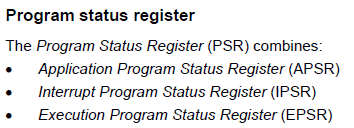 Program status register
The Program Status Register (PSR) combines:
• Application Program Status Register (APSR)
• Interrupt Program Status Register (IPSR)
• Execution Program Status Register (EPSR)